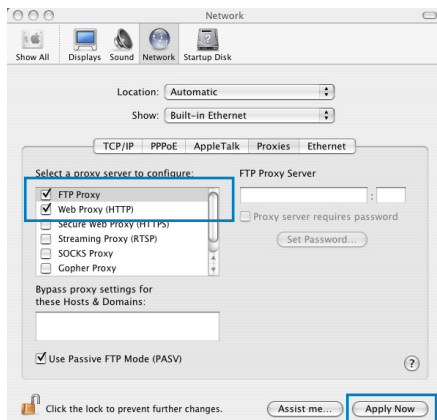 Network
Show All Displays Sound Network Startup Disk
Location: Automatic
Show: Built-in Ethernet
TCP/IP PPPoE AppleTalk Proxies Ethernet
Select a proxy server to configure: FTP Proxy Server
FTP Proxy
:
Web Proxy (HTTP)
Proxy server requires password
Secure Web Proxy (HTTPS)
Streaming Proxy (RTSP)
Set Password...
SOCKS Proxy
Gopher Proxy
Bypass proxy settings for
these Hosts & Domains:
Use Passive FTP Mode (PASV)
?
Click the lock to prevent further changes.
Assist me... Apply Now